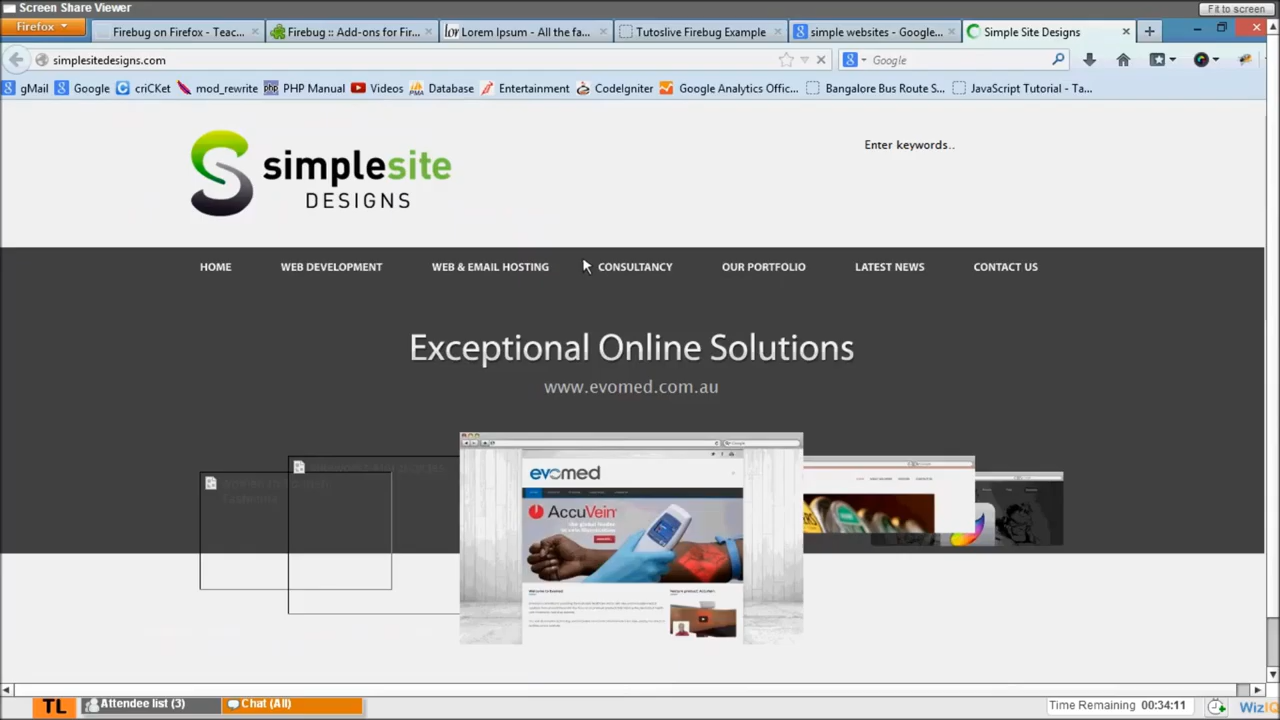 Screen Share Viewer
Fit to screen
Firefox
Firebug on Firefox - Teac...
Firebug :: Add-ons for Fir...
Lorem Ipsum - All the fa...
Tutoslive Firebug Example
simple websites - Google...
Simple Site Designs
simplesitedesigns.com
Google
gMail
Google
criCKet
mod_rewrite
PHP Manual
Videos
Database
Entertainment
CodeIgniter
Google Analytics Offic...
Bangalore Bus Route S...
JavaScript Tutorial - Ta...
simplesite
DESIGNS
Enter keywords..
HOME
WEB DEVELOPMENT
WEB & EMAIL HOSTING
CONSULTANCY
OUR PORTFOLIO
LATEST NEWS
CONTACT US
Exceptional Online Solutions
www.evomed.com.au
evomed
AccuVein
TL
Attendee list (3)
Chat (All)
Time Remaining 00:34:11
WizIQ